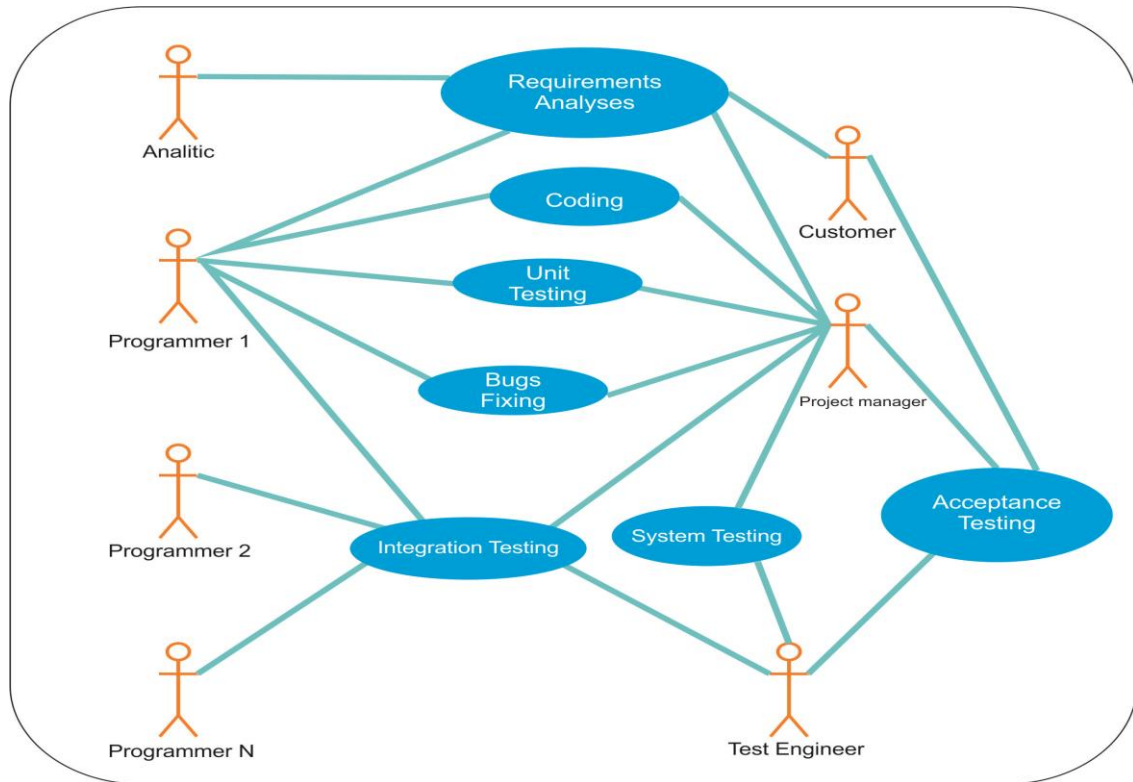 Requirements
Analyses
Analitic
Coding
Customer
Unit
Testing
Programmer 1
Bugs
Fixing
Project manager
Acceptance
Testing
Programmer 2
Integration Testing
System Testing
Programmer N
Test Engineer